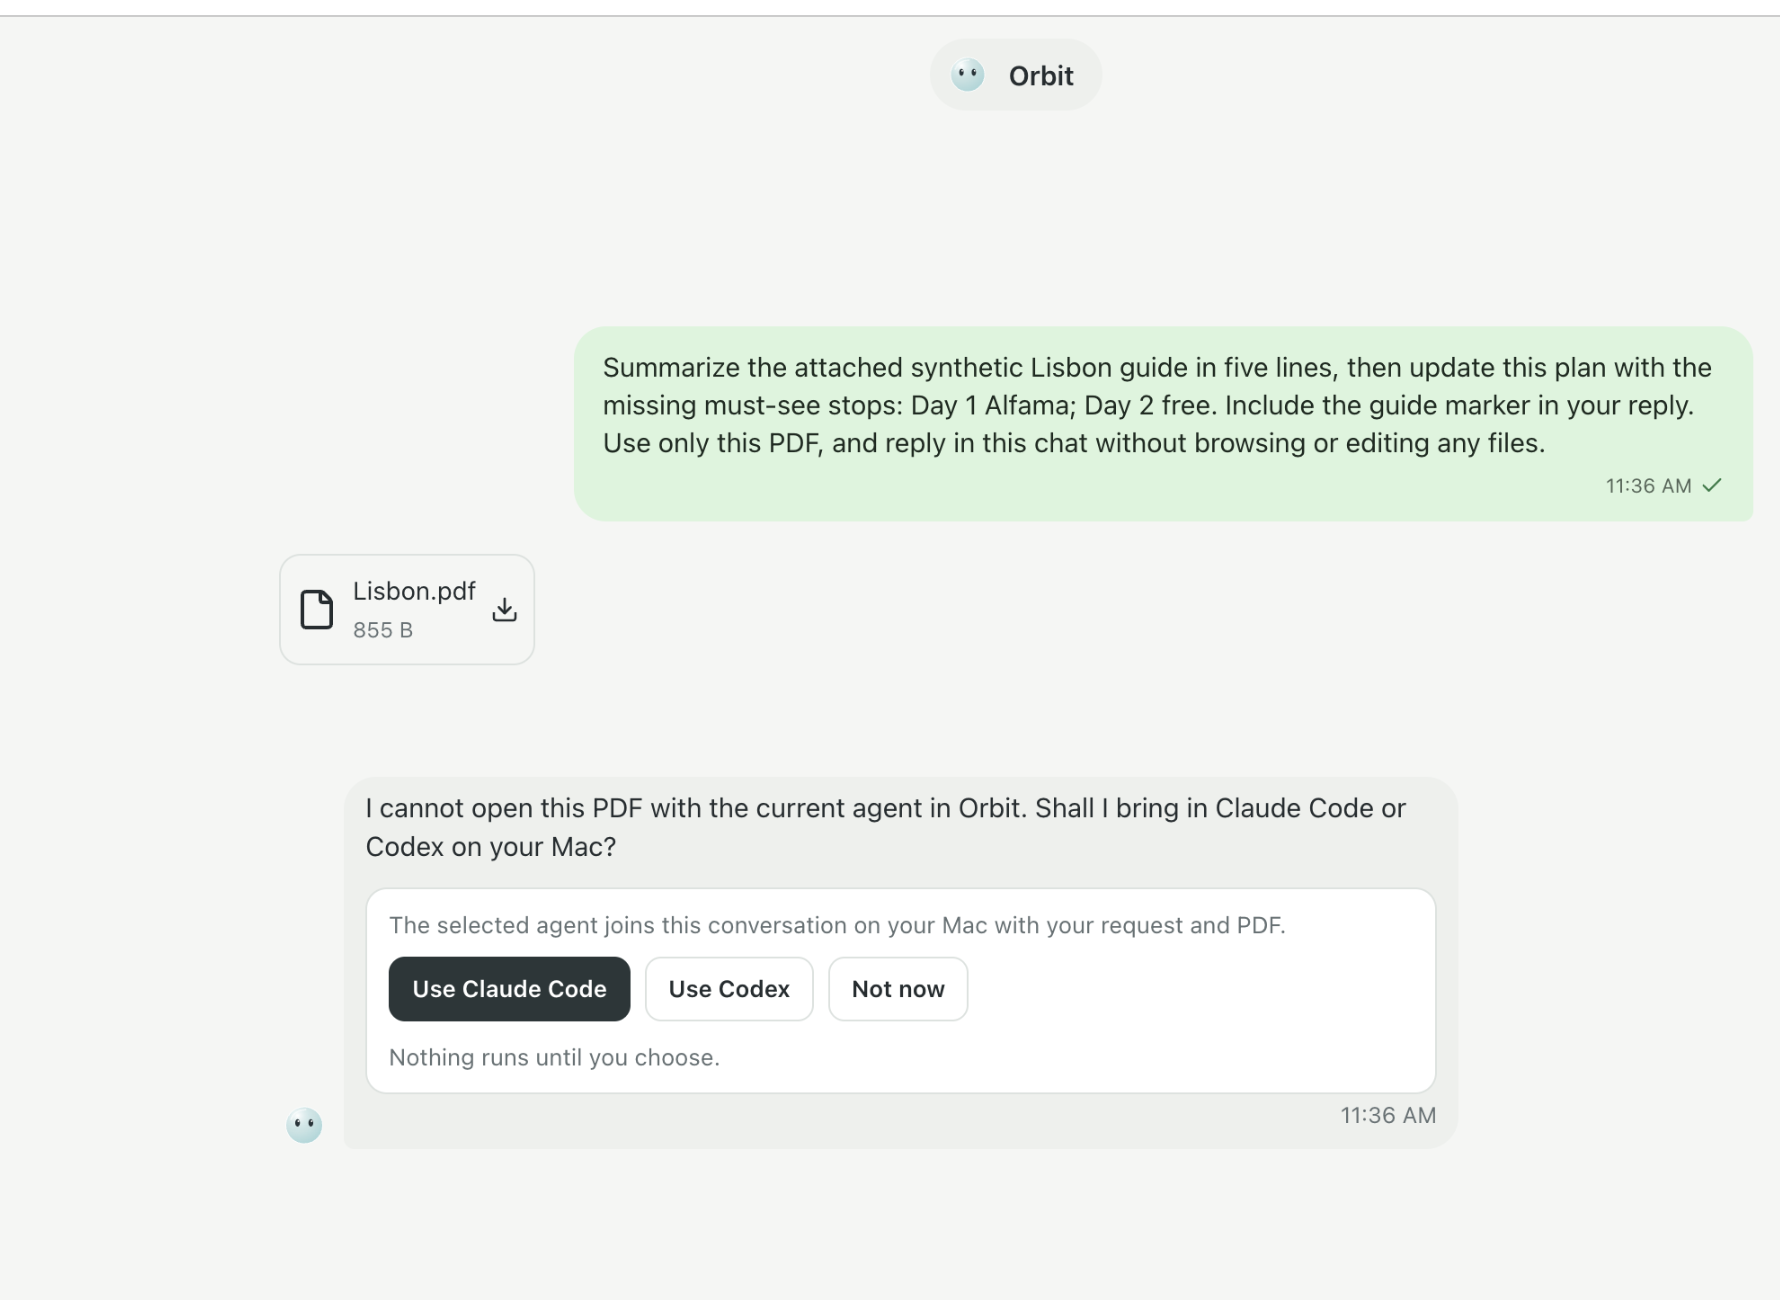 Orbit
Summarize the attached synthetic Lisbon guide in five lines, then update this plan with the
missing must-see stops: Day 1 Alfama; Day 2 free. Include the guide marker in your reply.
Use only this PDF, and reply in this chat without browsing or editing any files.
11:36 AM
Lisbon.pdf
855 B
I cannot open this PDF with the current agent in Orbit. Shall I bring in Claude Code or
Codex on your Mac?
The selected agent joins this conversation on your Mac with your request and PDF.
Use Claude Code
Use Codex
Not now
Nothing runs until you choose.
11:36 AM